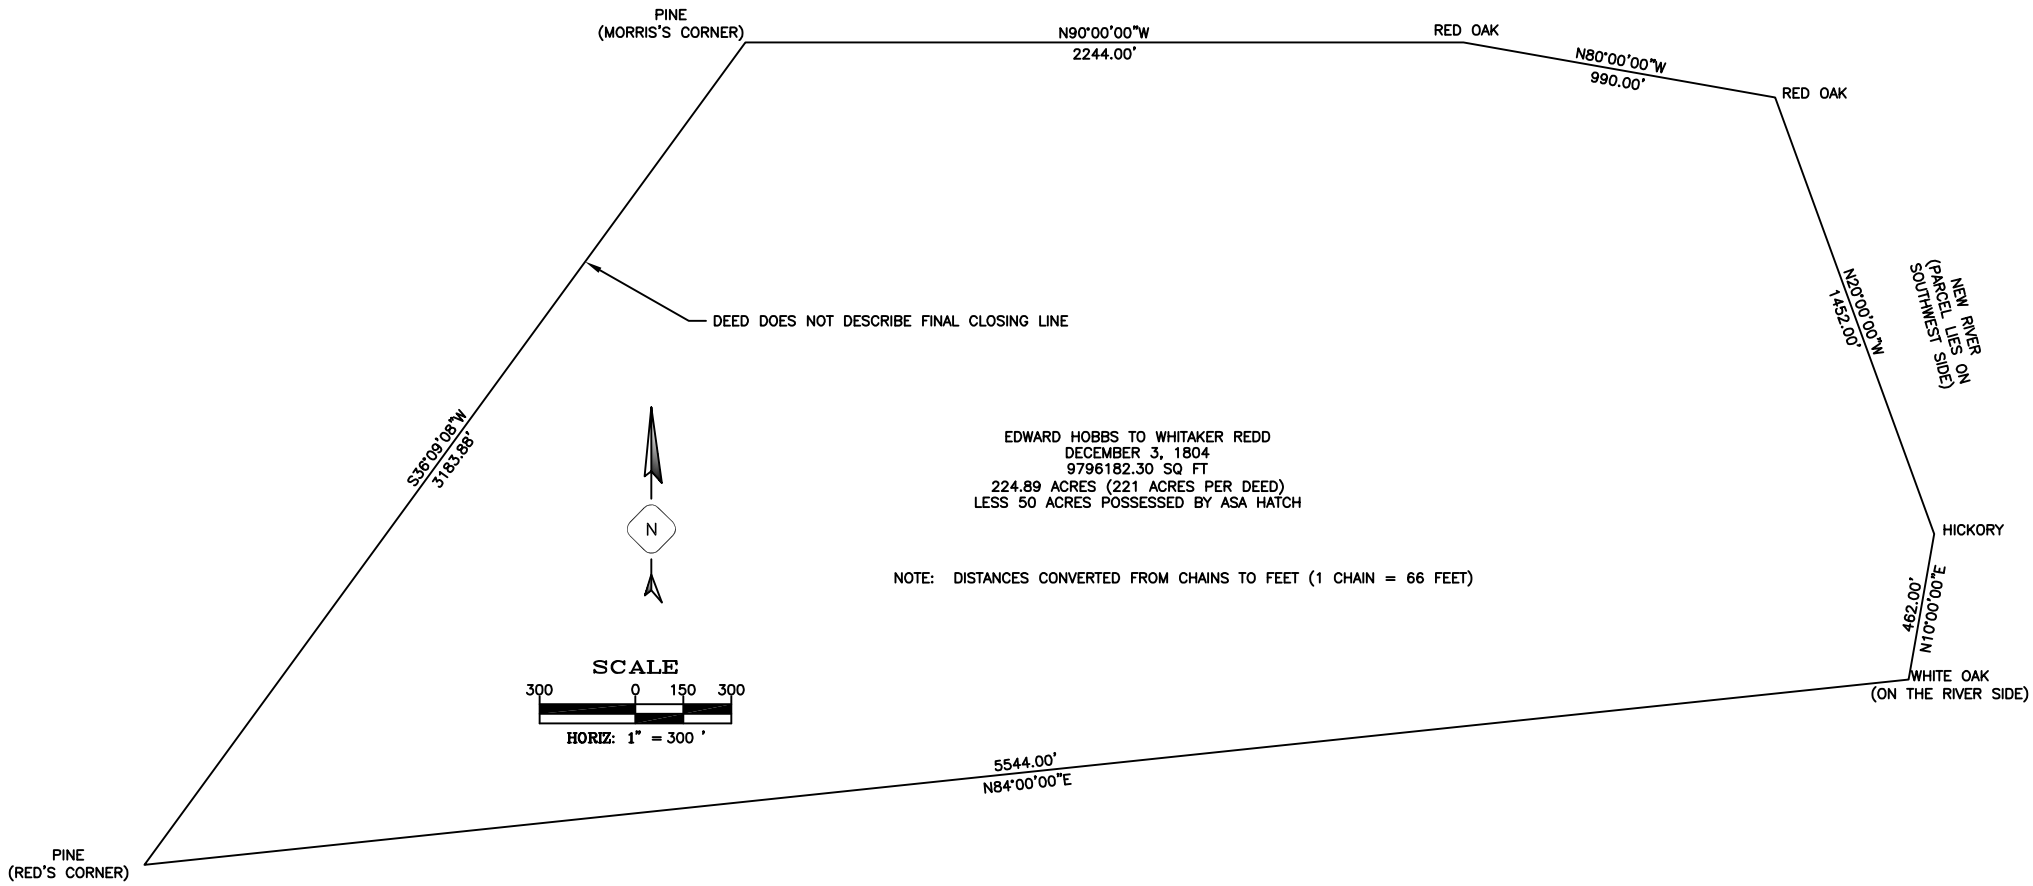 PINE
(MORRIS'S CORNER)
N90°00'00"W
2244.00'
RED OAK
N80°00'00"W
990.00'
RED OAK
N20°00'00"W
1452.00'
NEW RIVER
(PARCEL LIES ON
SOUTHWEST SIDE)
DEED DOES NOT DESCRIBE FINAL CLOSING LINE
S36°09'08"W
3183.88'
EDWARD HOBBS TO WHITAKER REDD
DECEMBER 3, 1804
9796182.30 SQ FT
224.89 ACRES (221 ACRES PER DEED)
LESS 50 ACRES POSSESSED BY ASA HATCH
N
HICKORY
NOTE: DISTANCES CONVERTED FROM CHAINS TO FEET (1 CHAIN = 66 FEET)
462.00'
N10°00'00"E
WHITE OAK
(ON THE RIVER SIDE)
SCALE
300 0 150 300
HORIZ: 1" = 300 '
5544.00'
N84°00'00"E
PINE
(RED'S CORNER)